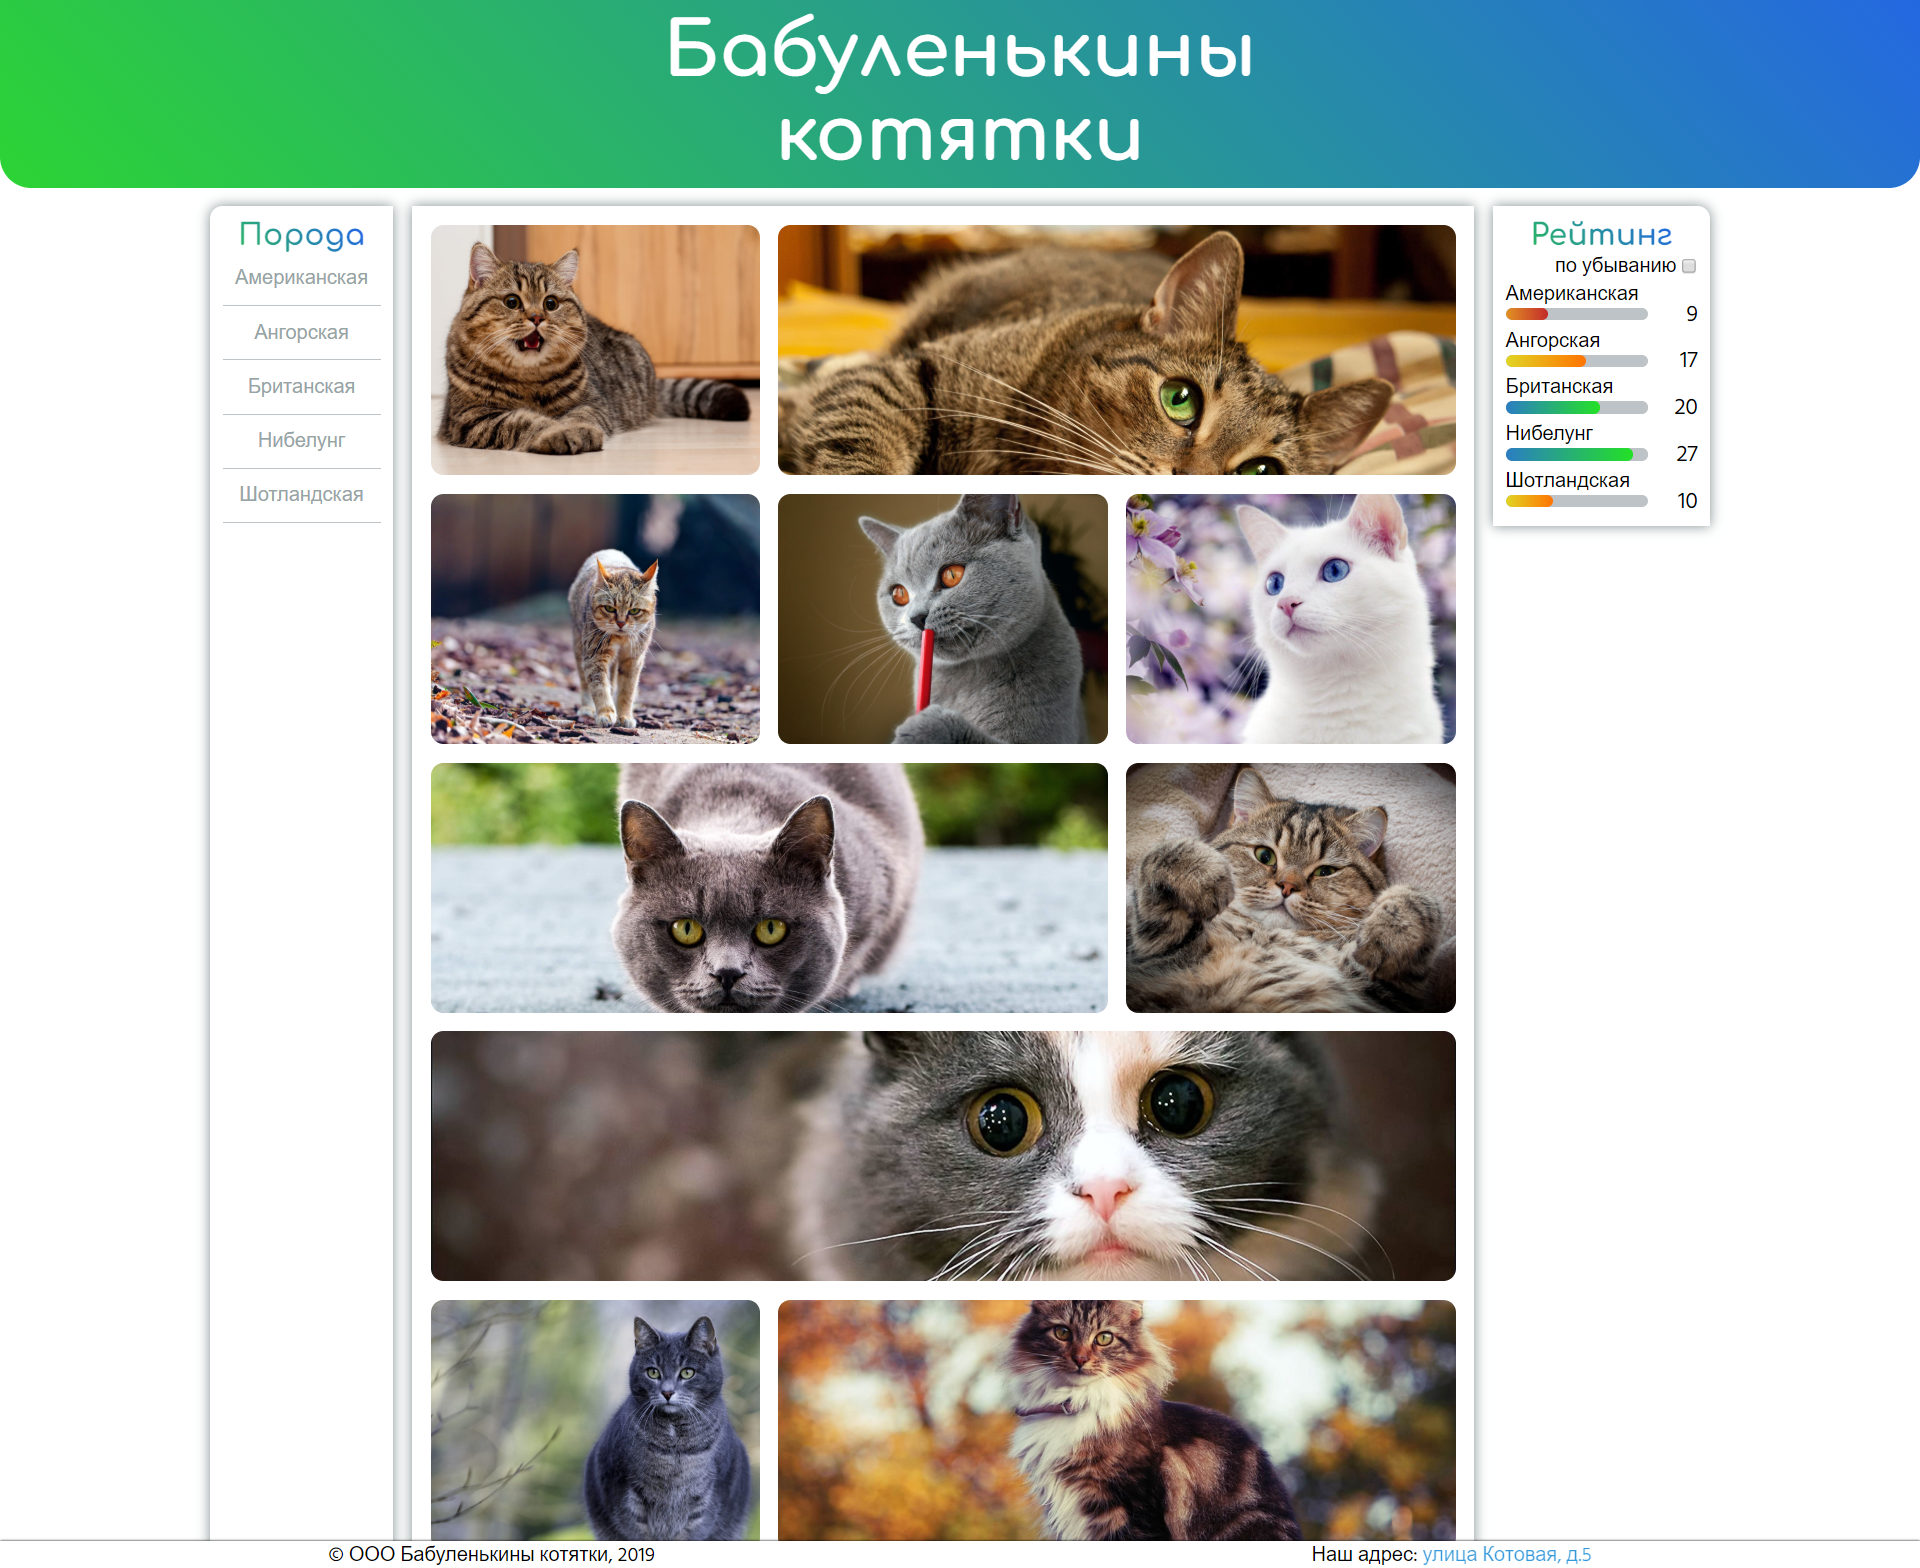 Бабуленькины
котятки
Порода
Американская
Ангорская
Британская
Нибелунг
Шотландская
Рейтинг
по убыванию
Американская
9
Ангорская
17
Британская
20
Нибелунг
27
Шотландская
10
© ООО Бабуленькины котятки, 2019
Наш адрес: улица Котовая, д.5